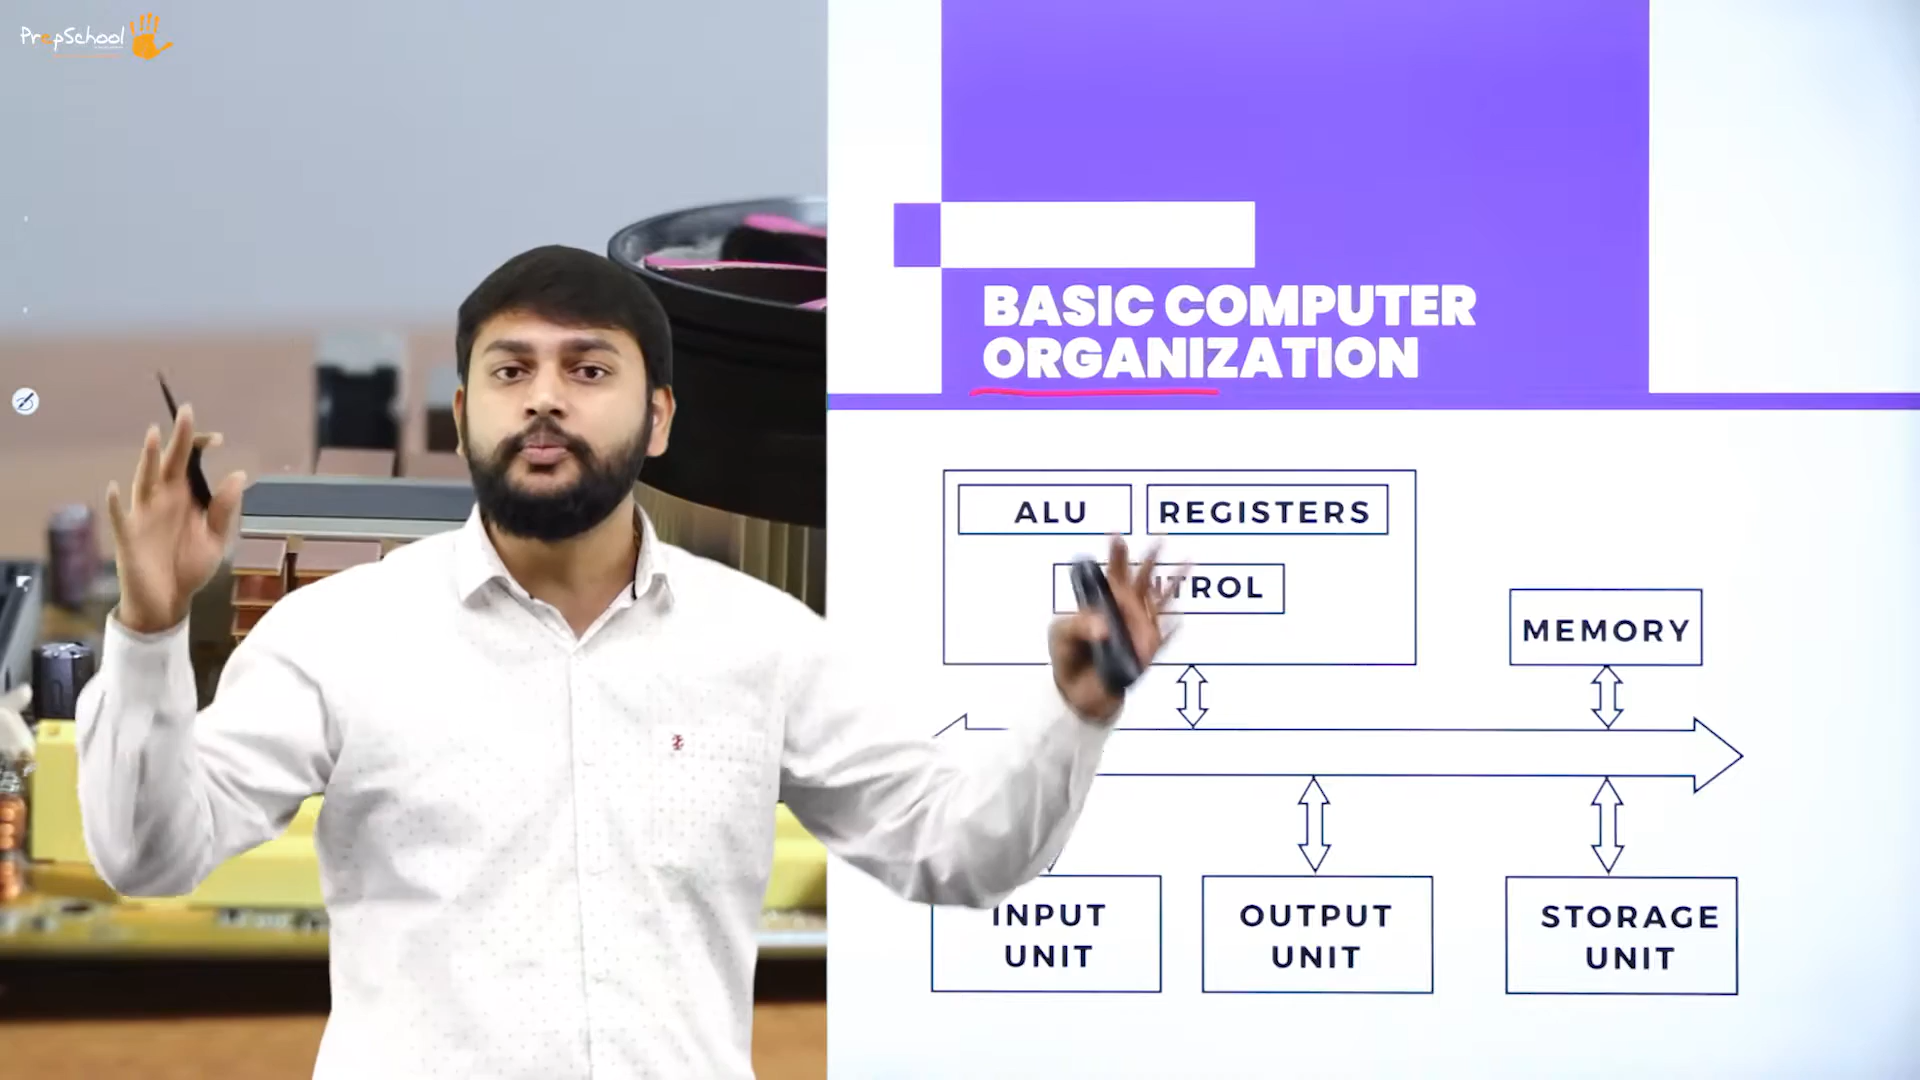 PrepSchool
BASIC COMPUTER
ORGANIZATION
ALU
REGISTERS
MEMORY
INPUT
UNIT
OUTPUT
UNIT
STORAGE
UNIT